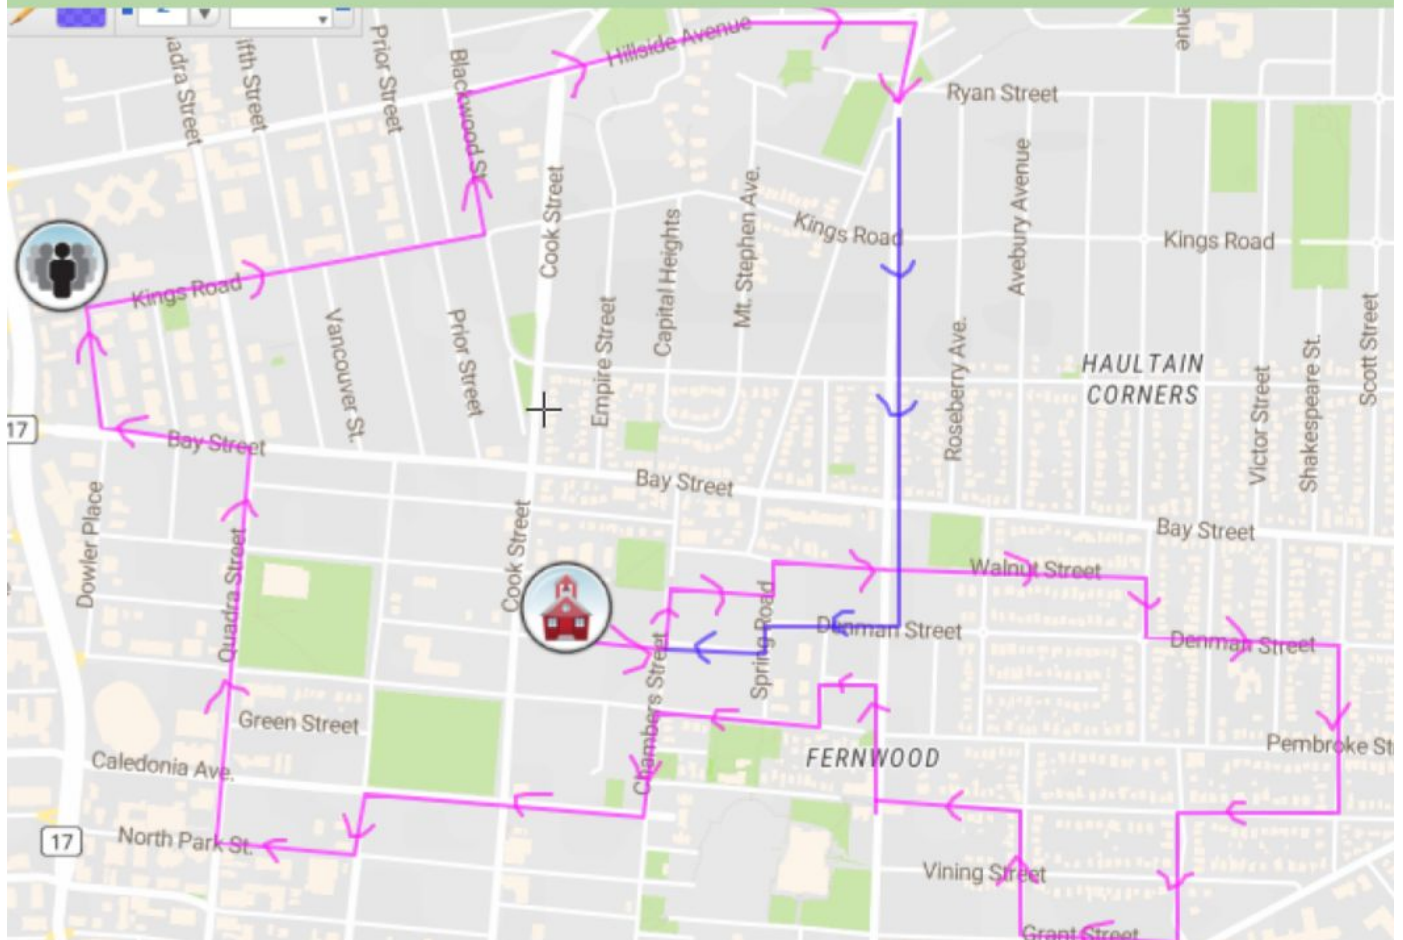 Hillside Avenue
Prior Street
Blackwood St.
Ryan Street
Cook Street
Avebury Avenue
Mt. Stephen Ave.
Capital Heights
Kings Road
Kings Road
Kings Road
Empire Street
Vancouver St.
Prior Street
Roseberry Ave.
HAULTAIN
CORNERS
Victor Street
Shakespeare St.
Scott Street
17
Bay Street
Bay Street
Bay Street
Dowler Place
Quadra Street
Cook Street
Walnut Street
Spring Road
Denman Street
Denman Street
Chambers Street
Green Street
Pembroke St
FERNWOOD
Caledonia Ave.
17
North Park St.
Vining Street
Grant Street